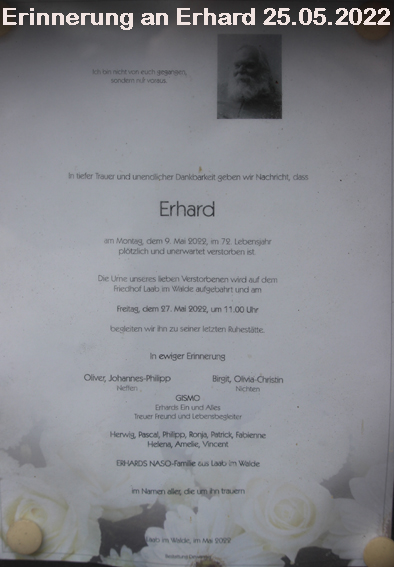 Erinnerung an Erhard 25.05.2022
Ich bin nicht von euch gegangen,
sondern nur voraus.
In tiefer Trauer und unendlicher Dankbarkeit geben wir Nachricht, dass
Erhard
am Montag, dem 9. Mai 2022, im 72. Lebensjahr
plötzlich und unerwartet verstorben ist.
Die Urne unseres lieben Verstorbenen wird auf dem
Friedhof Laab im Walde aufgebahrt und am
Freitag, dem 27. Mai 2022, um 11.00 Uhr
begleiten wir ihn zu seiner letzten Ruhestätte.
In ewiger Erinnerung
Oliver, Johannes-Philipp Birgit, Olivia-Christin
Neffen Nichten
GISMO
Erhards Ein und Alles
Treuer Freund und Lebensbegleiter
Herwig, Pascal, Philipp, Ronja, Patrick, Fabienne
Helena, Amelie, Vincent
ERHARDS NASO-Familie aus Laab im Walde
im Namen aller, die um ihn trauern
Laab im Walde, im Mai 2022